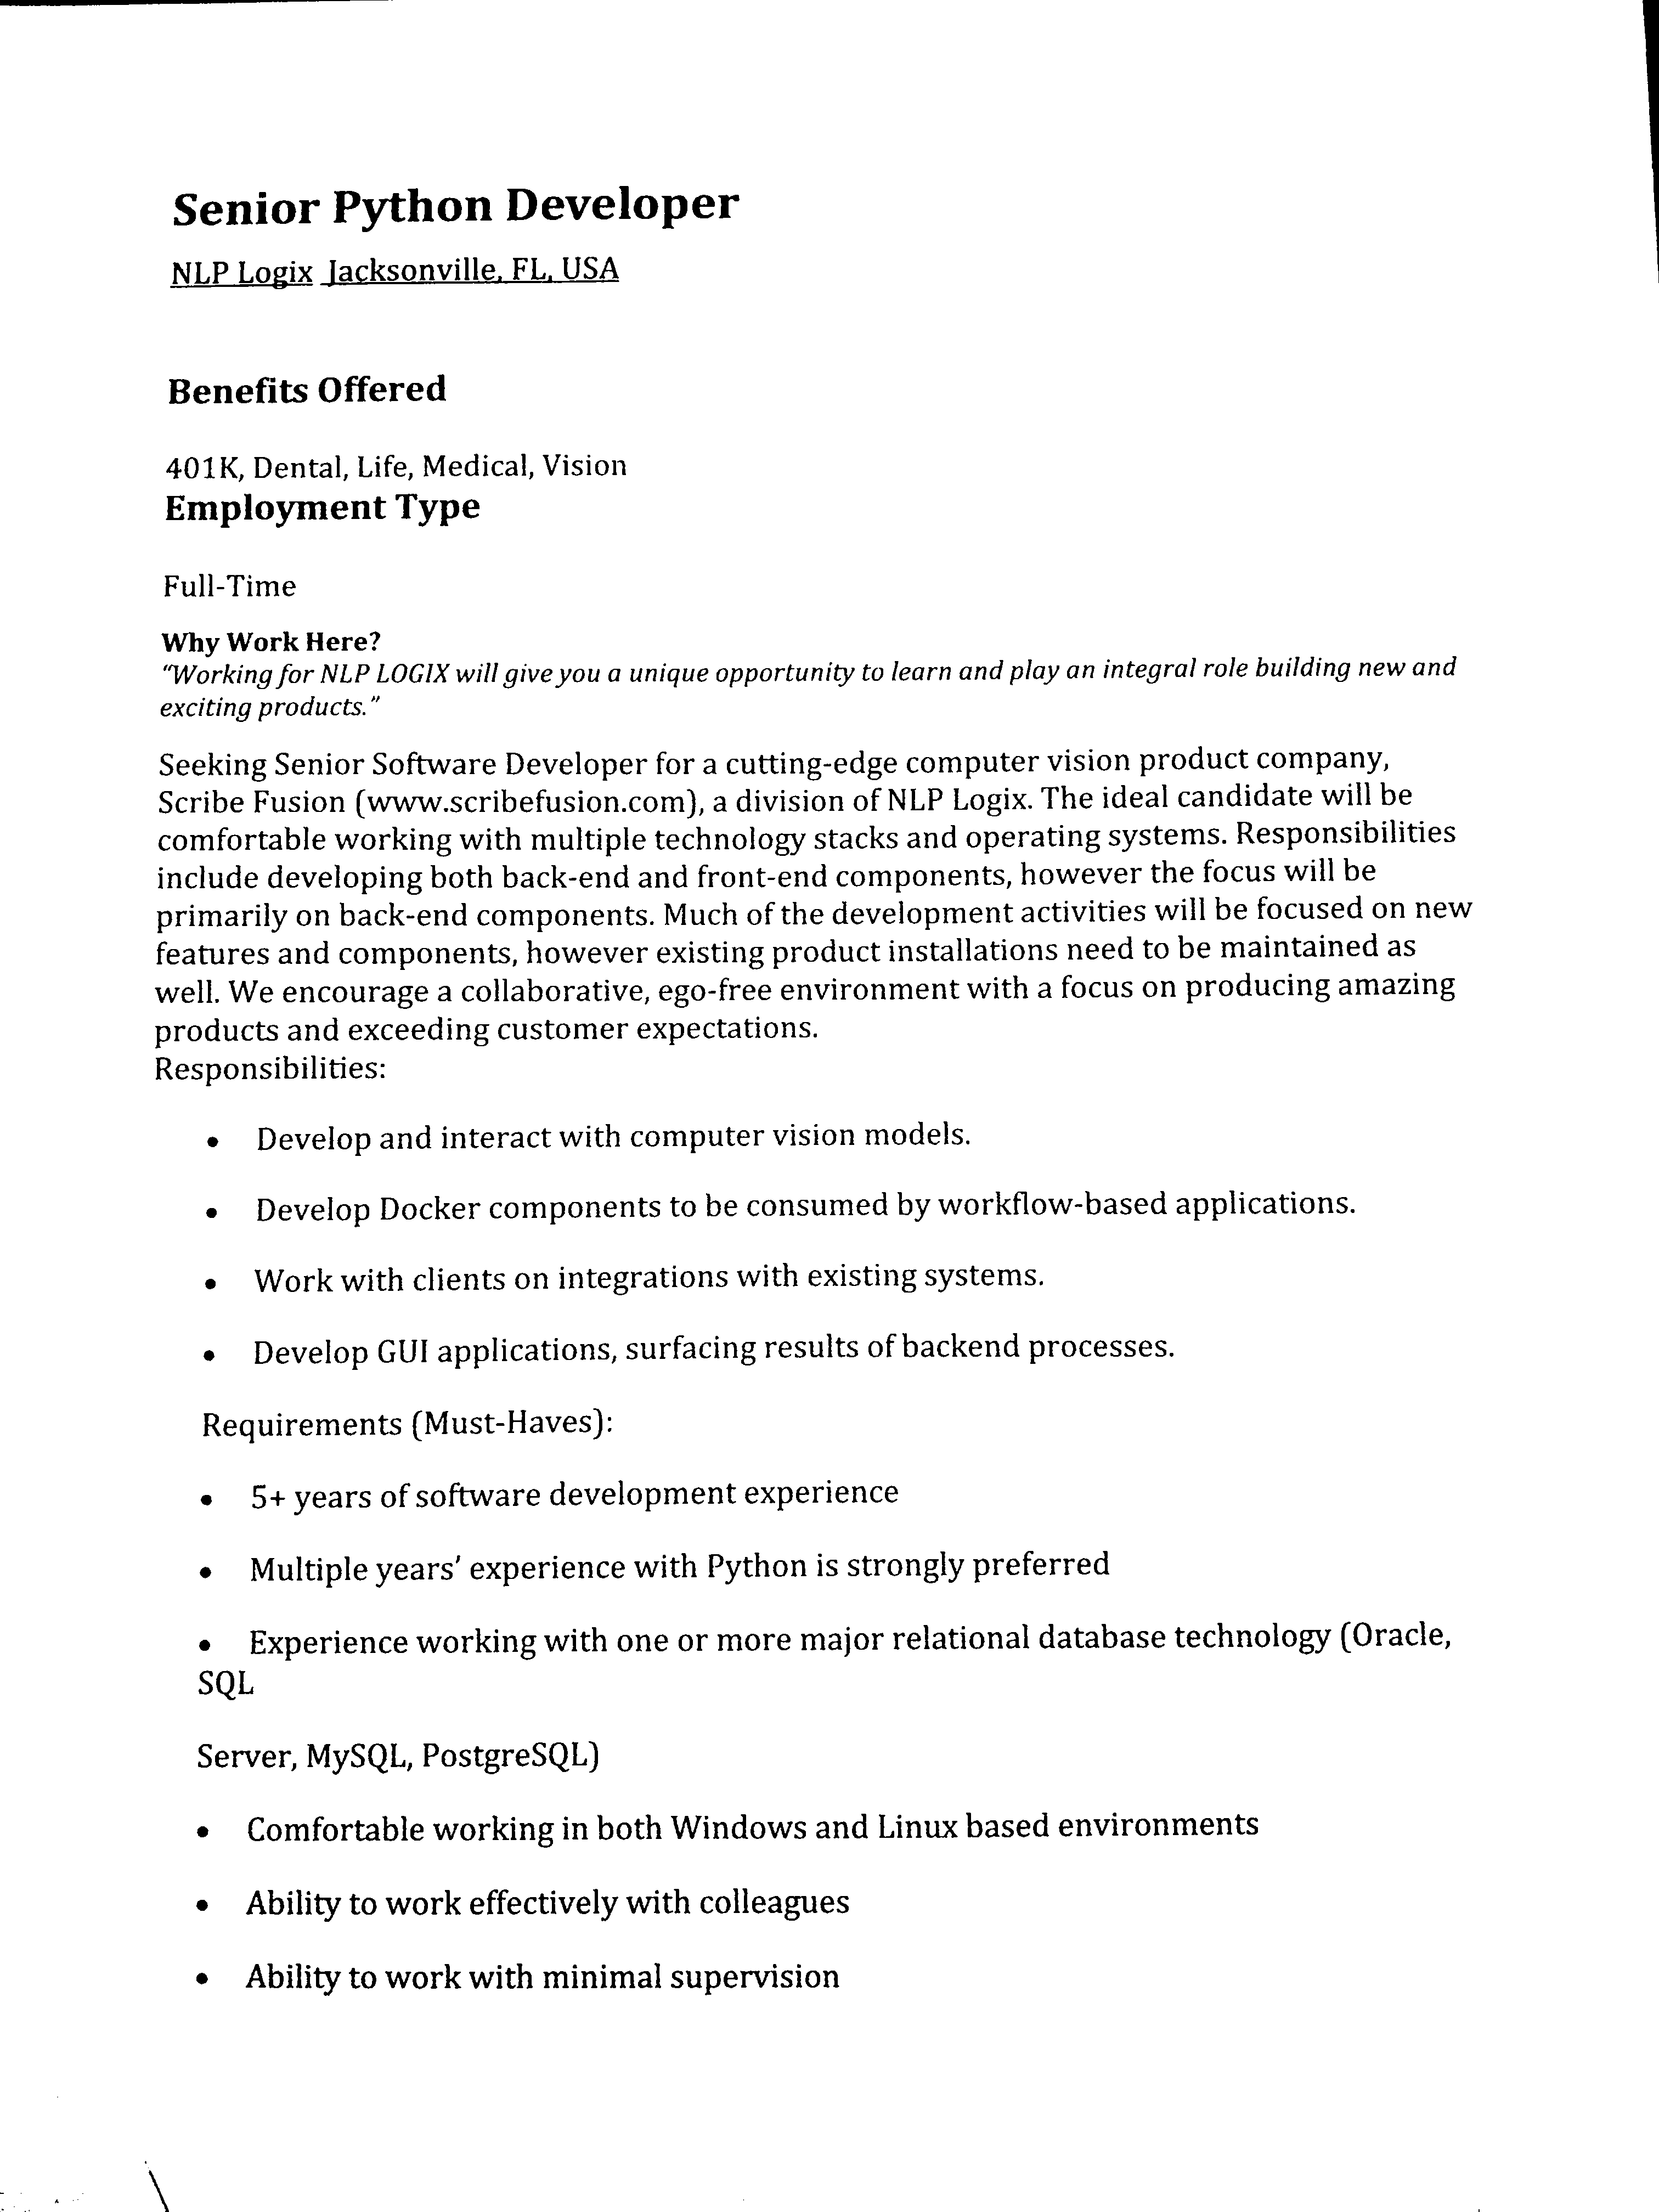 Senior Python Developer
NLP Logix Jacksonville, FL, USA
Benefits Offered
401K, Dental, Life, Medical, Vision
Employment Type
Full-Time
Why Work Here?
“Working for NLP LOGIX will give you a unique opportunity to learn and play an integral role building new and
exciting products.”
Seeking Senior Software Developer for a cutting-edge computer vision product company,
Scribe Fusion (www.scribefusion.com), a division of NLP Logix. The ideal candidate will be
comfortable working with multiple technology stacks and operating systems. Responsibilities
include developing both back-end and front-end components, however the focus will be
primarily on back-end components. Much of the development activities will be focused on new
features and components, however existing product installations need to be maintained as
well. We encourage a collaborative, ego-free environment with a focus on producing amazing
products and exceeding customer expectations.
Responsibilities:
• Develop and interact with computer vision models.
• Develop Docker components to be consumed by workflow-based applications.
• Work with clients on integrations with existing systems.
• Develop GUI applications, surfacing results of backend processes.
Requirements (Must-Haves):
• 5+ years of software development experience
• Multiple years’ experience with Python is strongly preferred
• Experience working with one or more major relational database technology (Oracle,
SQL
Server, MySQL, PostgreSQL)
• Comfortable working in both Windows and Linux based environments
• Ability to work effectively with colleagues
• Ability to work with minimal supervision